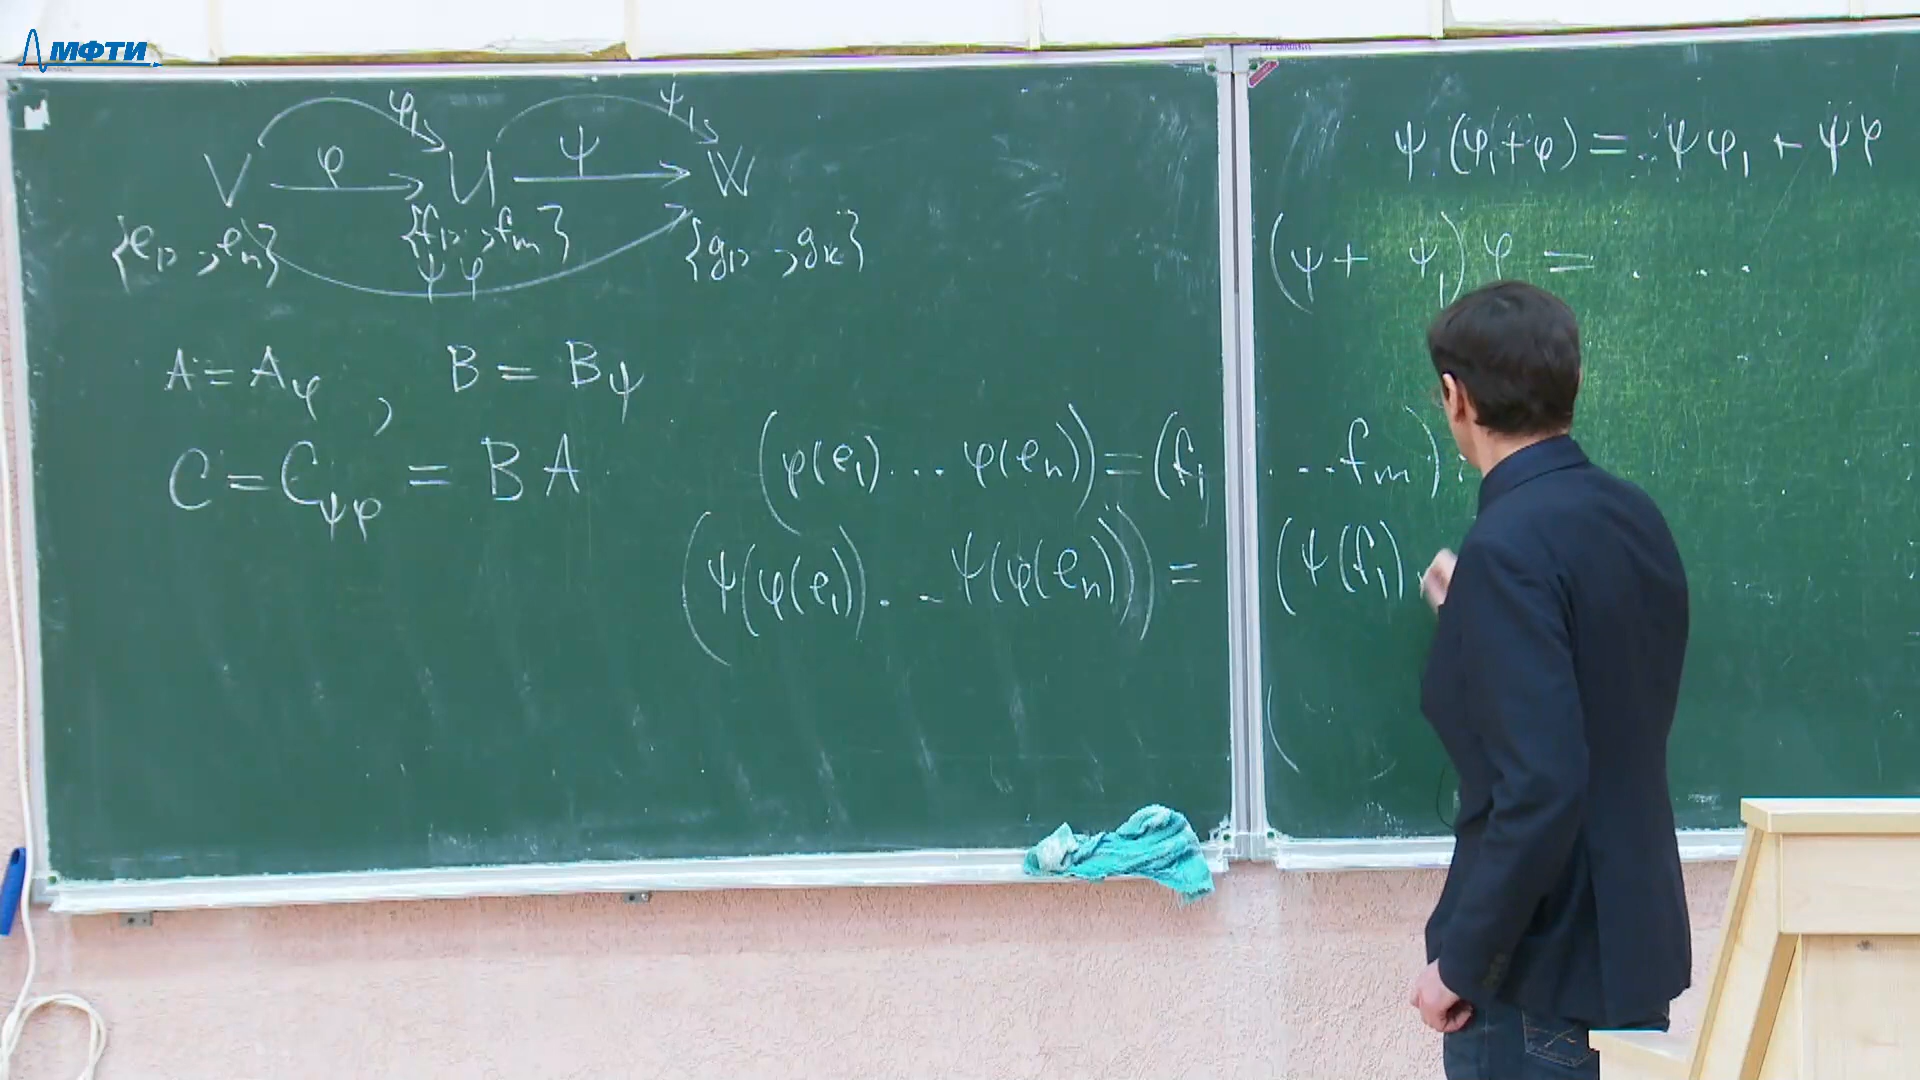 МФТИ
φ₁ ψ₁
V φ U ψ W
{e₁, ..., eₙ} {f₁, ..., fₘ} {g₁, ..., gₖ}
ψφ
A = A_φ , B = B_ψ
C = C_ψφ = BA
(φ(e₁) ... φ(eₙ)) = (f₁ ... fₘ)
(ψ(φ(e₁)) ... ψ(φ(eₙ))) = (ψ(f₁)
ψ(φ₁+φ) = ψφ₁ + ψφ
(ψ + ψ₁)φ = . ...
(